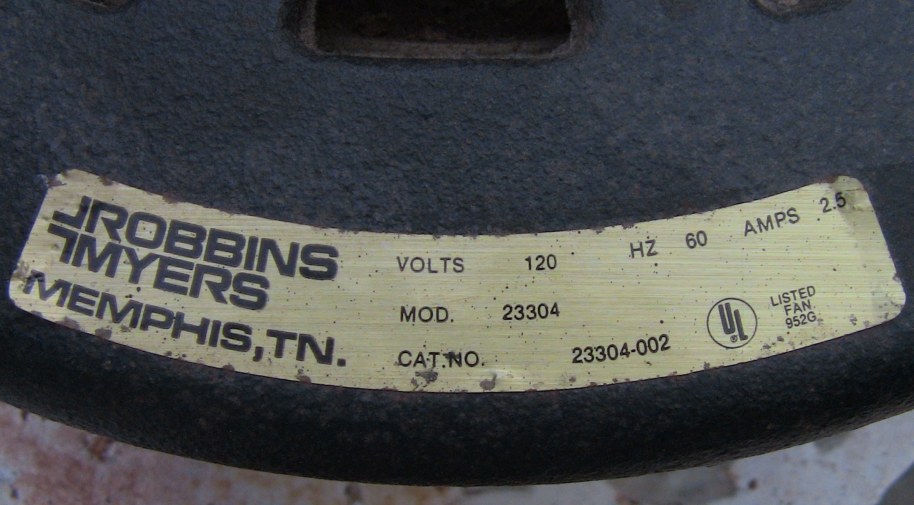 ROBBINS
MYERS
MEMPHIS, TN.
VOLTS 120 HZ 60 AMPS 2.5
MOD. 23304
CAT.NO. 23304-002
UL ®
LISTED
FAN
952G